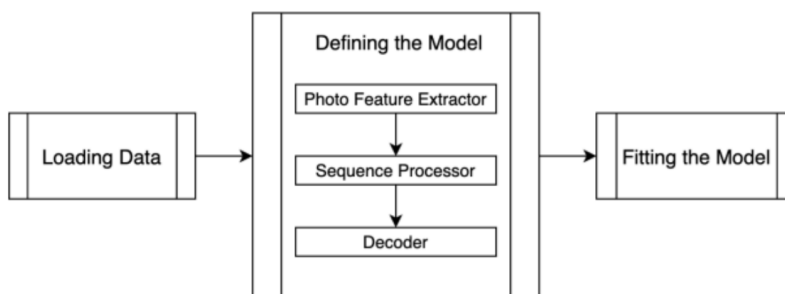 Loading Data
Defining the Model
Photo Feature Extractor
Sequence Processor
Decoder
Fitting the Model